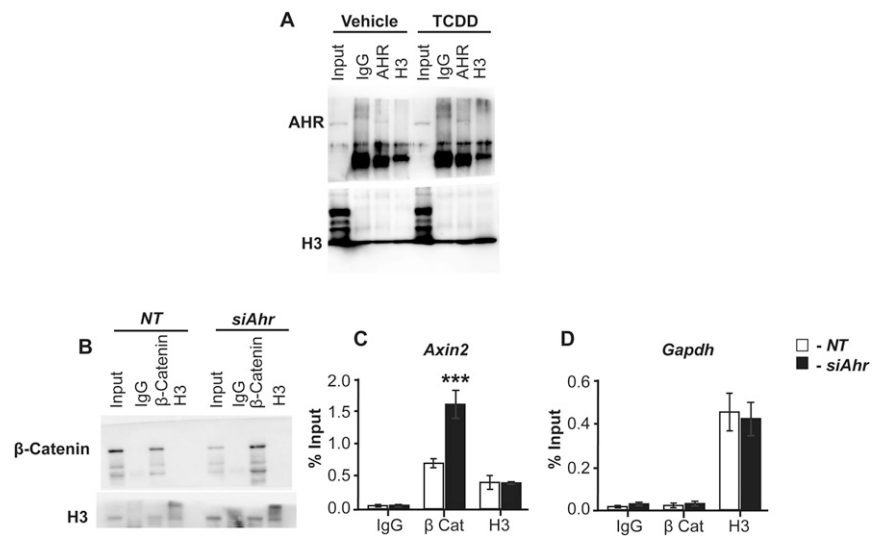 A
Vehicle TCDD
Input IgG AHR H3 Input IgG AHR H3
AHR
H3
B
NT siAhr
Input IgG β-Catenin H3 Input IgG β-Catenin H3
β-Catenin
H3
C
Axin2
% Input
2.0
1.5
1.0
0.5
0.0
***
IgG β Cat H3
D
Gapdh
% Input
0.6
0.4
0.2
0.0
IgG β Cat H3
- NT
- siAhr